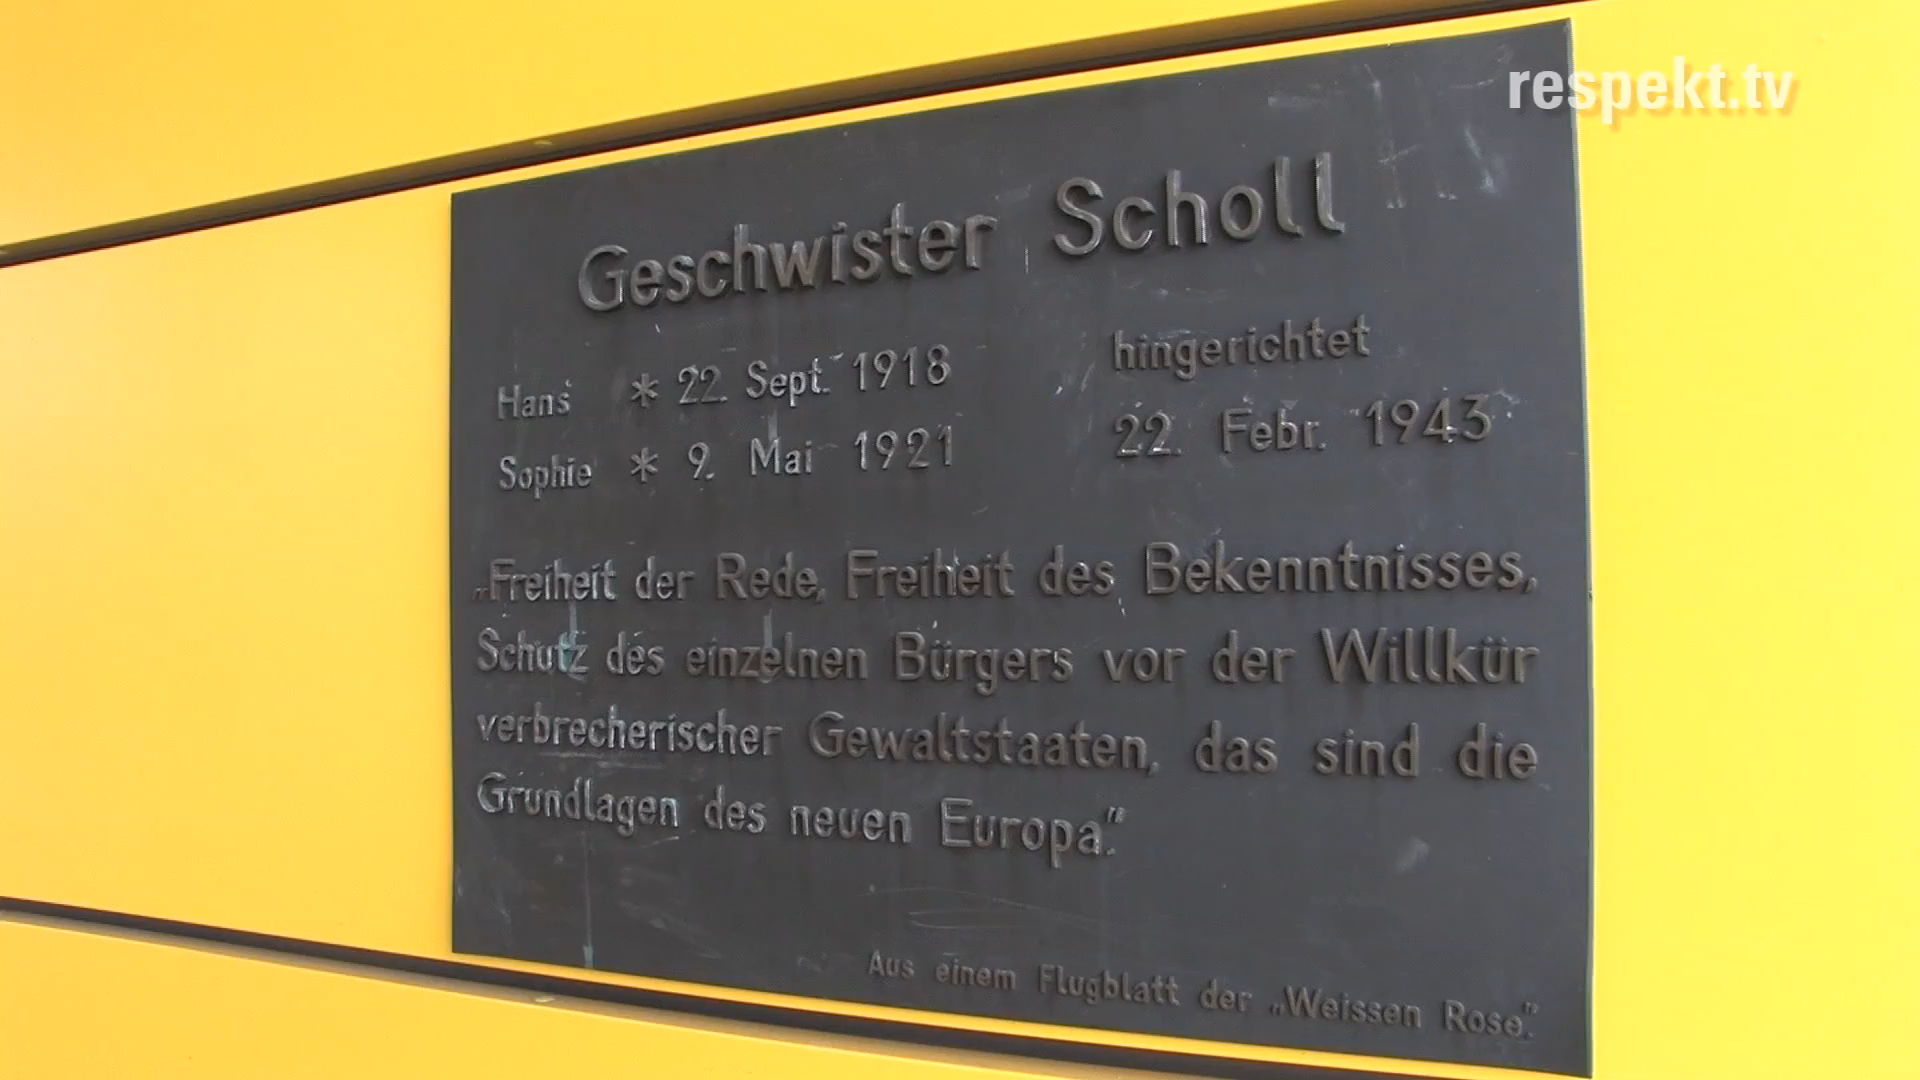 respekt.tv
Geschwister Scholl
Hans * 22. Sept. 1918 hingerichtet
Sophie * 9. Mai 1921 22. Febr. 1943
„Freiheit der Rede, Freiheit des Bekenntnisses,
Schutz des einzelnen Bürgers vor der Willkür
verbrecherischer Gewaltstaaten, das sind die
Grundlagen des neuen Europa."
Aus einem Flugblatt der „Weissen Rose."